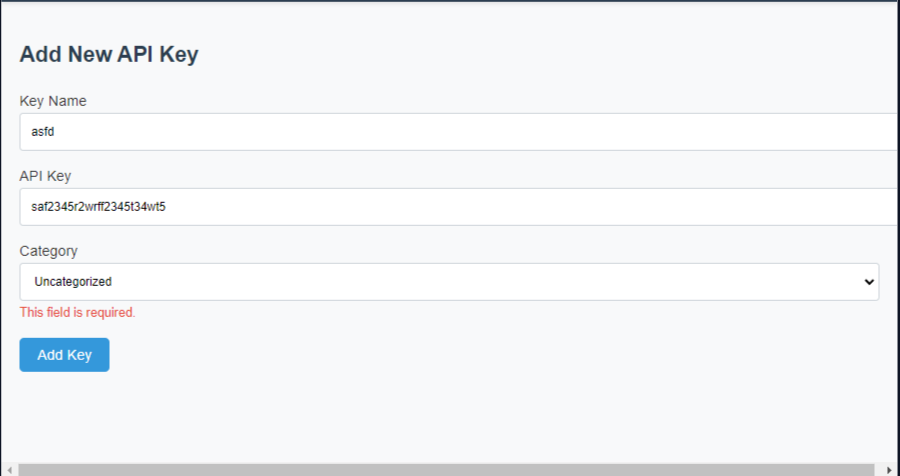 Add New API Key
Key Name
asfd
API Key
saf2345r2wrff2345t34wt5
Category
Uncategorized
This field is required.
Add Key